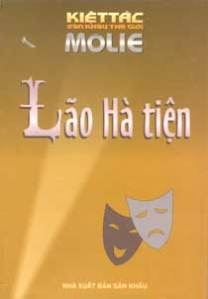 KIỆT TÁC
SÂN KHẤU THẾ GIỚI
MOLIE
Lão Hà tiện
NHÀ XUẤT BẢN SÂN KHẤU